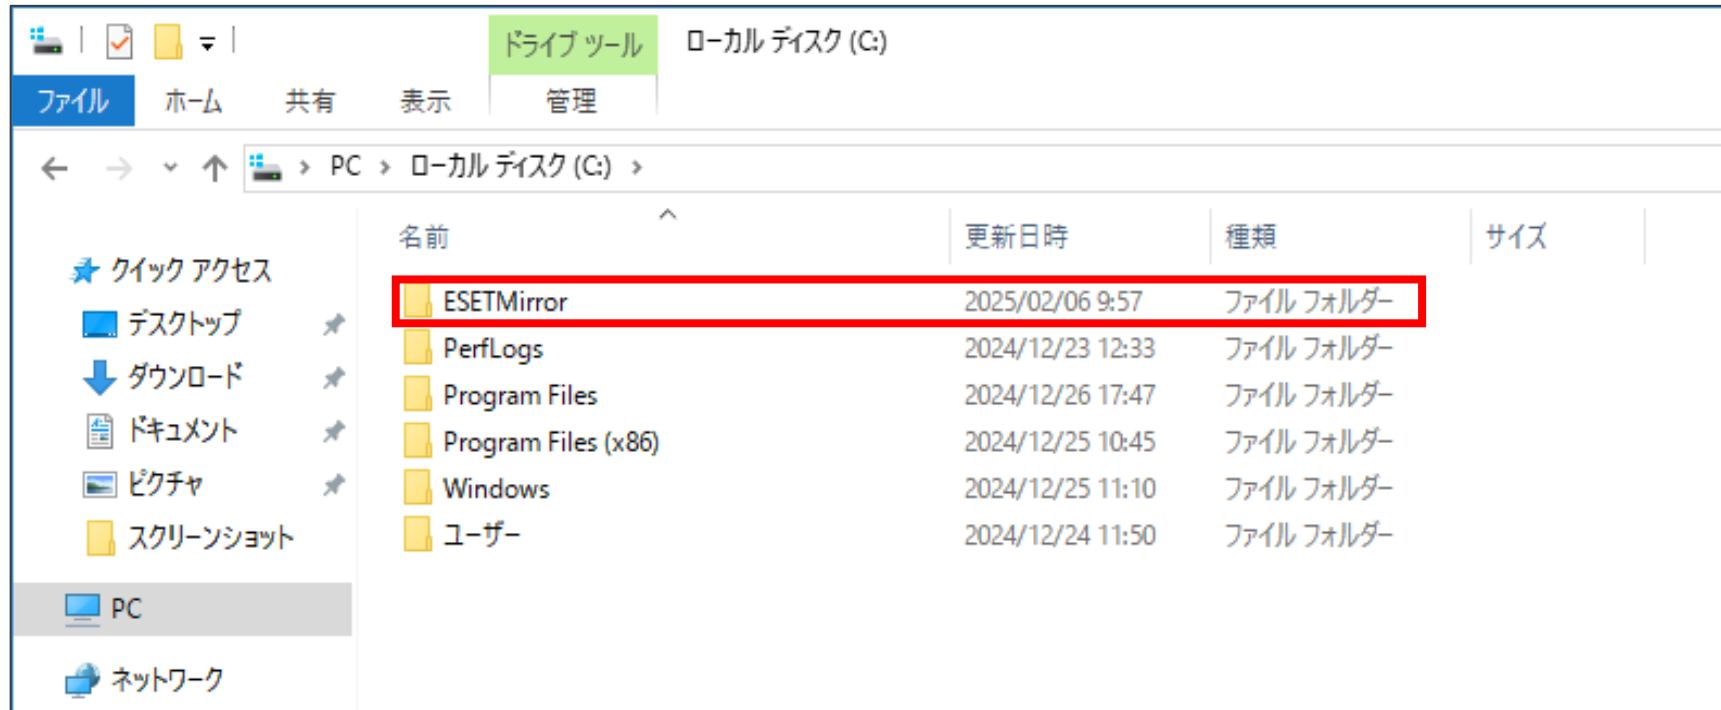 ドライブ ツール ローカル ディスク (C:)
ファイル ホーム 共有 表示 管理
PC ローカル ディスク (C:)
名前 更新日時 種類 サイズ
クイック アクセス
デスクトップ
ダウンロード
ドキュメント
ピクチャ
スクリーンショット
PC
ネットワーク
ESETMirror 2025/02/06 9:57 ファイル フォルダー
PerfLogs 2024/12/23 12:33 ファイル フォルダー
Program Files 2024/12/26 17:47 ファイル フォルダー
Program Files (x86) 2024/12/25 10:45 ファイル フォルダー
Windows 2024/12/25 11:10 ファイル フォルダー
ユーザー 2024/12/24 11:50 ファイル フォルダー